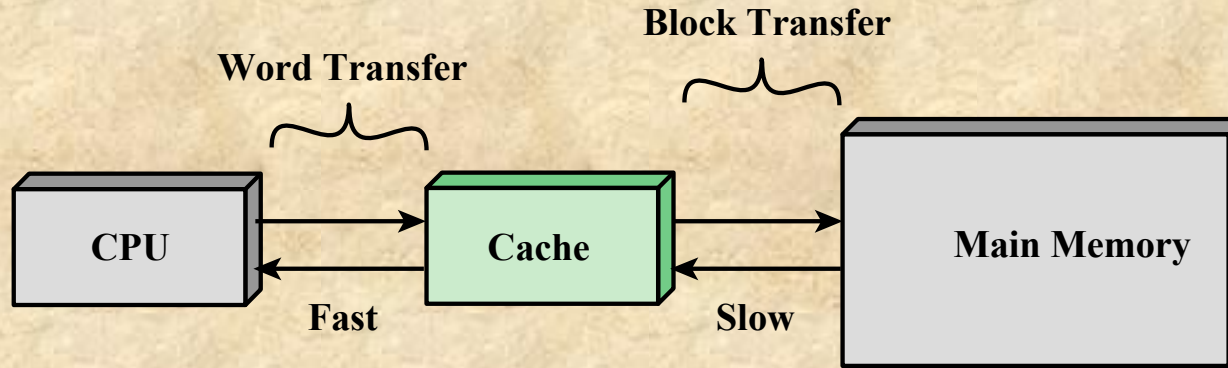 Block Transfer
Word Transfer
CPU
Cache
Main Memory
Fast
Slow